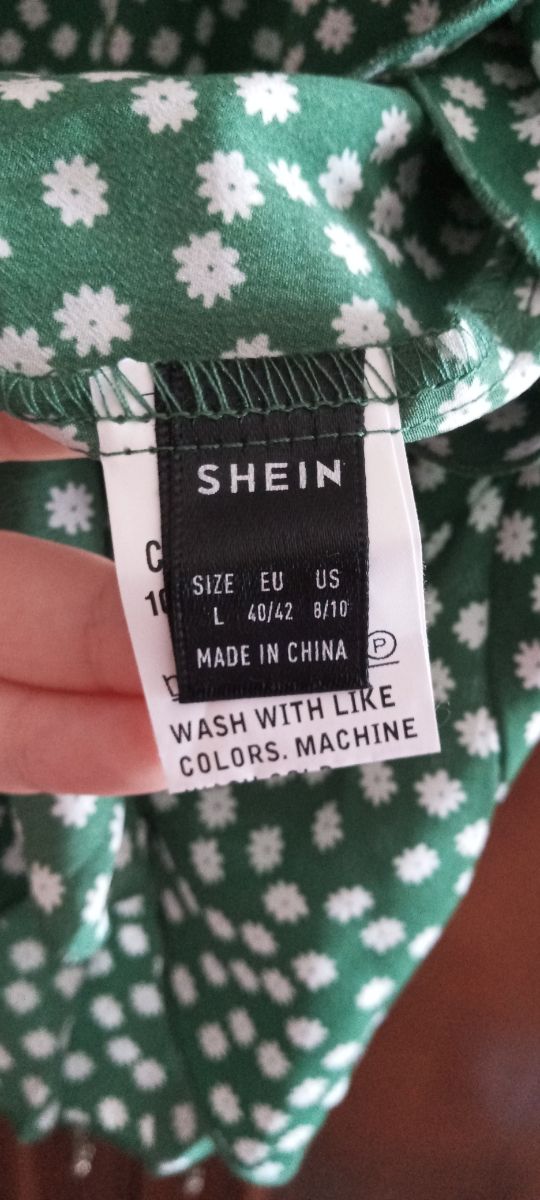 SHEIN
SIZE EU US
L 40/42 8/10
MADE IN CHINA
P
WASH WITH LIKE
COLORS. MACHINE